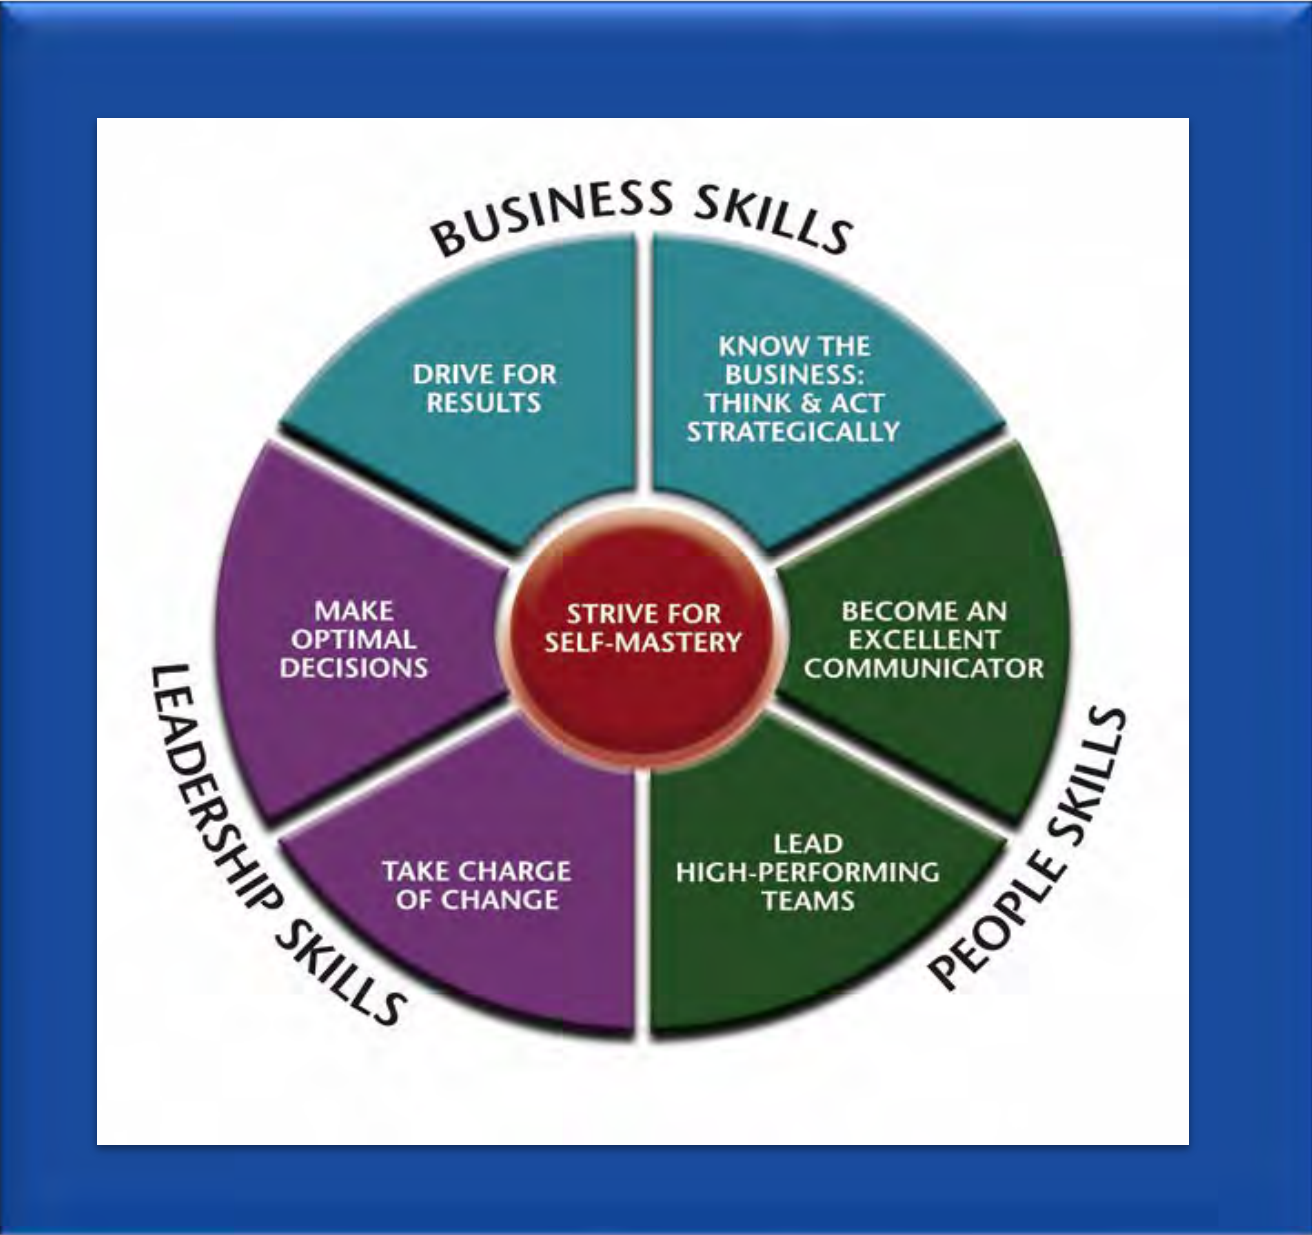 BUSINESS SKILLS
DRIVE FOR
RESULTS
KNOW THE
BUSINESS:
THINK & ACT
STRATEGICALLY
MAKE
OPTIMAL
DECISIONS
STRIVE FOR
SELF-MASTERY
BECOME AN
EXCELLENT
COMMUNICATOR
LEADERSHIP SKILLS
TAKE CHARGE
OF CHANGE
LEAD
HIGH-PERFORMING
TEAMS
PEOPLE SKILLS